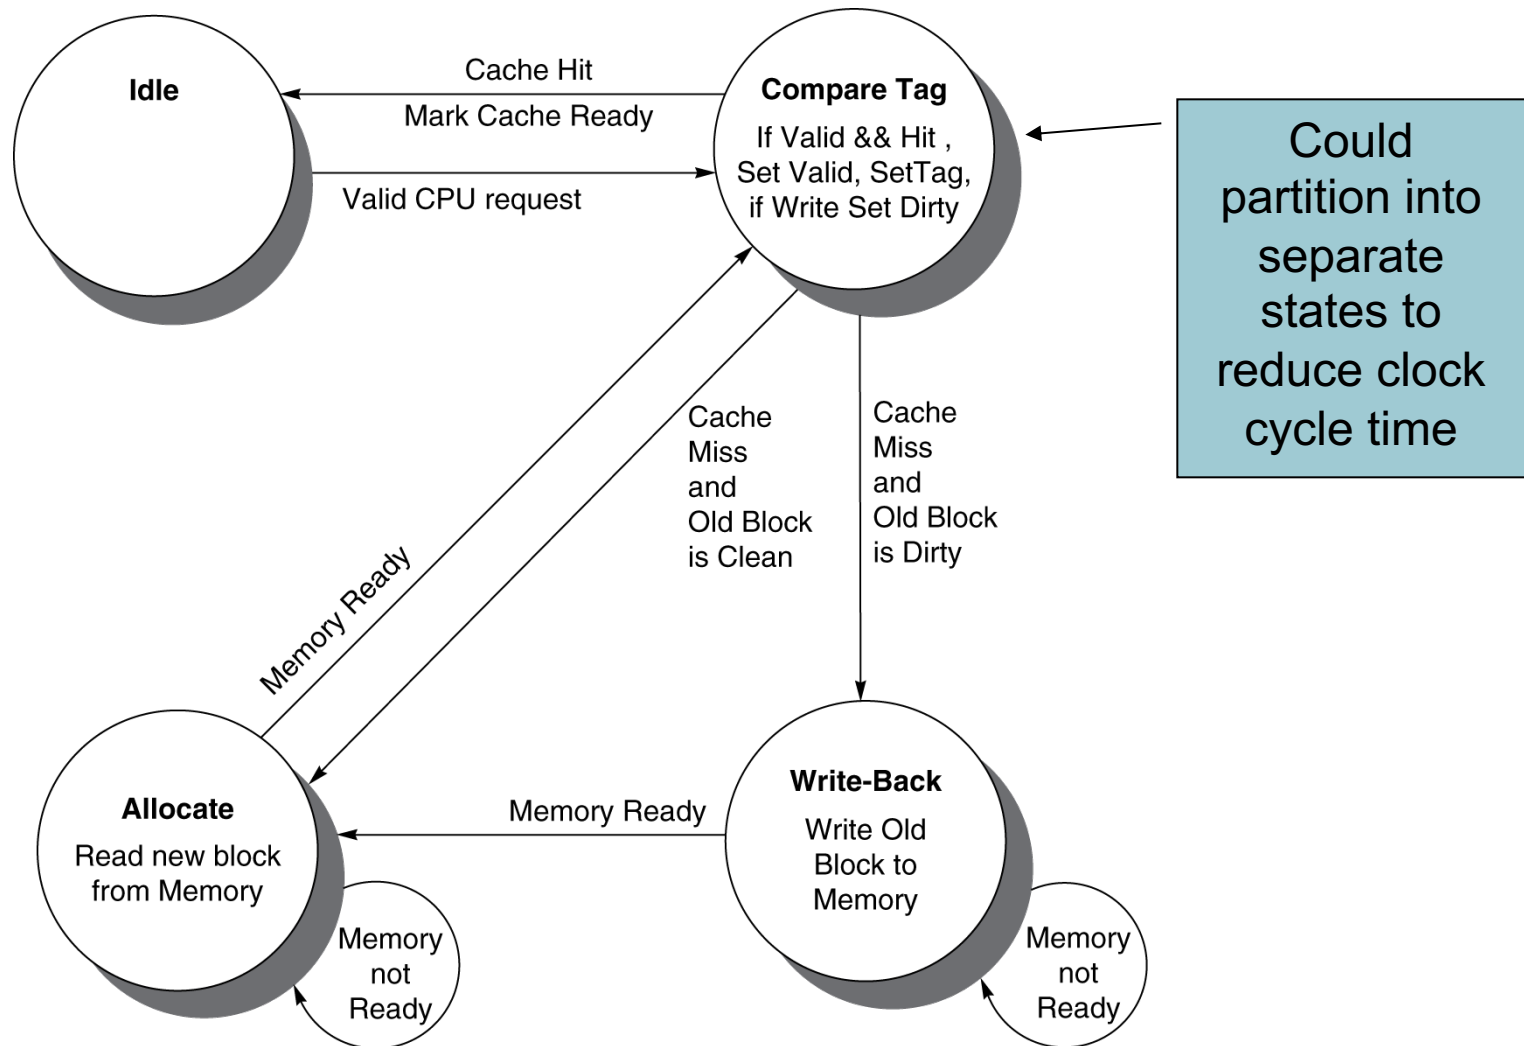 Idle
Cache Hit
Mark Cache Ready
Valid CPU request
Compare Tag
If Valid && Hit ,
Set Valid, SetTag,
if Write Set Dirty
Could
partition into
separate
states to
reduce clock
cycle time
Cache
Miss
and
Old Block
is Clean
Cache
Miss
and
Old Block
is Dirty
Memory Ready
Allocate
Read new block
from Memory
Memory
not
Ready
Memory Ready
Write-Back
Write Old
Block to
Memory
Memory
not
Ready